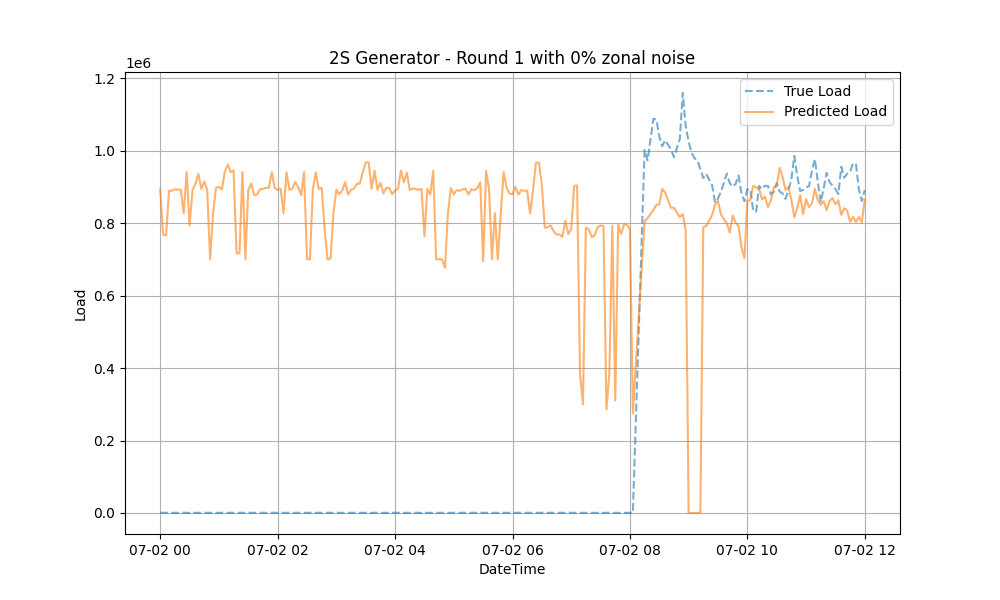 2S Generator - Round 1 with 0% zonal noise
1e6
1.2
1.0
0.8
0.6
0.4
0.2
0.0
Load
True Load
Predicted Load
07-02 00
07-02 02
07-02 04
07-02 06
07-02 08
07-02 10
07-02 12
DateTime